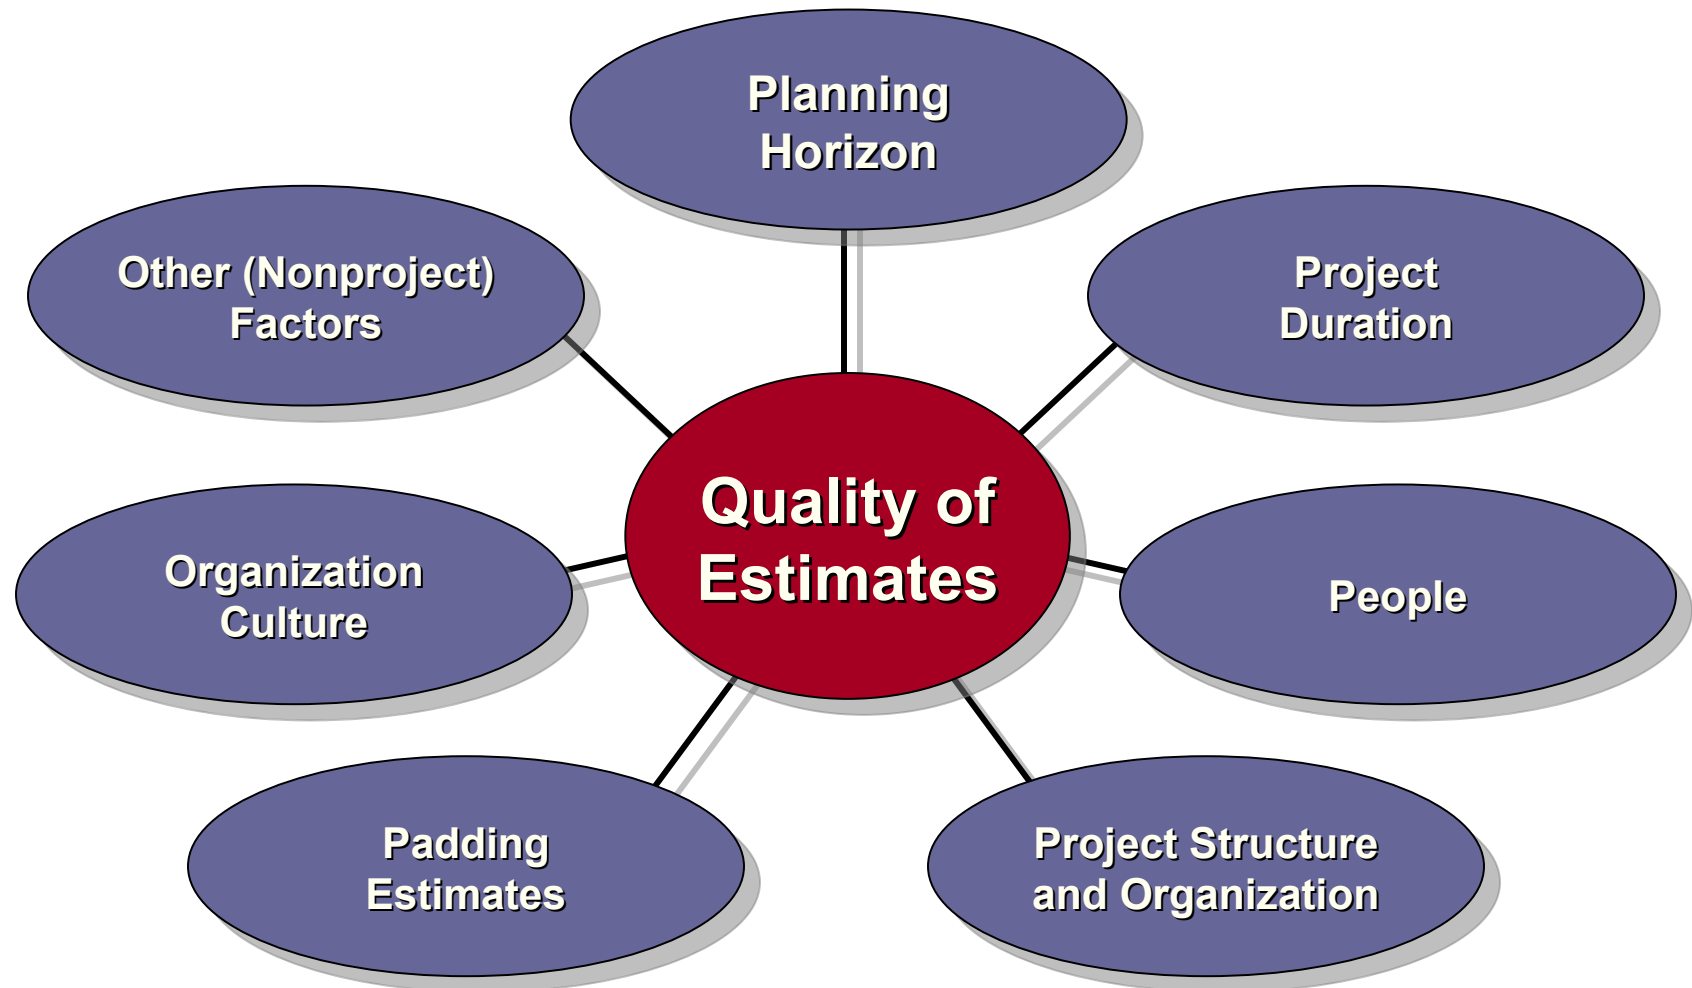 Planning
Horizon
Other (Nonproject)
Factors
Project
Duration
Quality of
Estimates
Organization
Culture
People
Padding
Estimates
Project Structure
and Organization